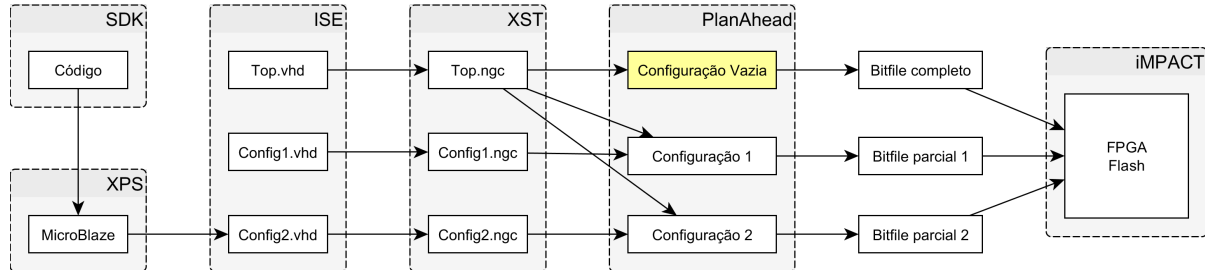 SDK
ISE
XST
PlanAhead
Código
Top.vhd
Top.ngc
Configuração Vazia
Bitfile completo
iMPACT
Config1.vhd
Config1.ngc
Configuração 1
Bitfile parcial 1
FPGA
Flash
XPS
MicroBlaze
Config2.vhd
Config2.ngc
Configuração 2
Bitfile parcial 2